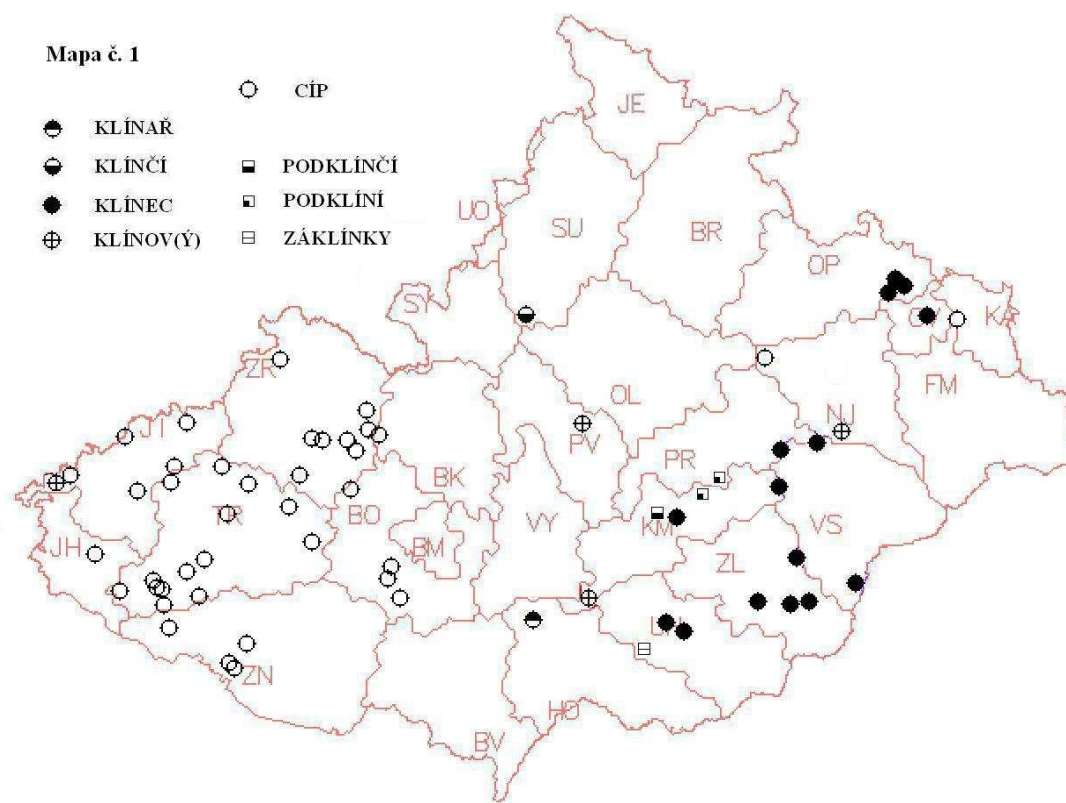 Mapa č. 1
CÍP
KLÍNAŘ
KLÍNČÍ
PODKLÍNČÍ
KLÍNEC
PODKLÍNÍ
KLÍNOV(Ý)
ZÁKLÍNKY
JE
UO
SU
BR
OP
SY
KA
ZR
FM
OL
NJ
JI
PV
PR
BK
TR
BO
VY
KM
VS
JH
BM
ZL
ZN
HO
BV